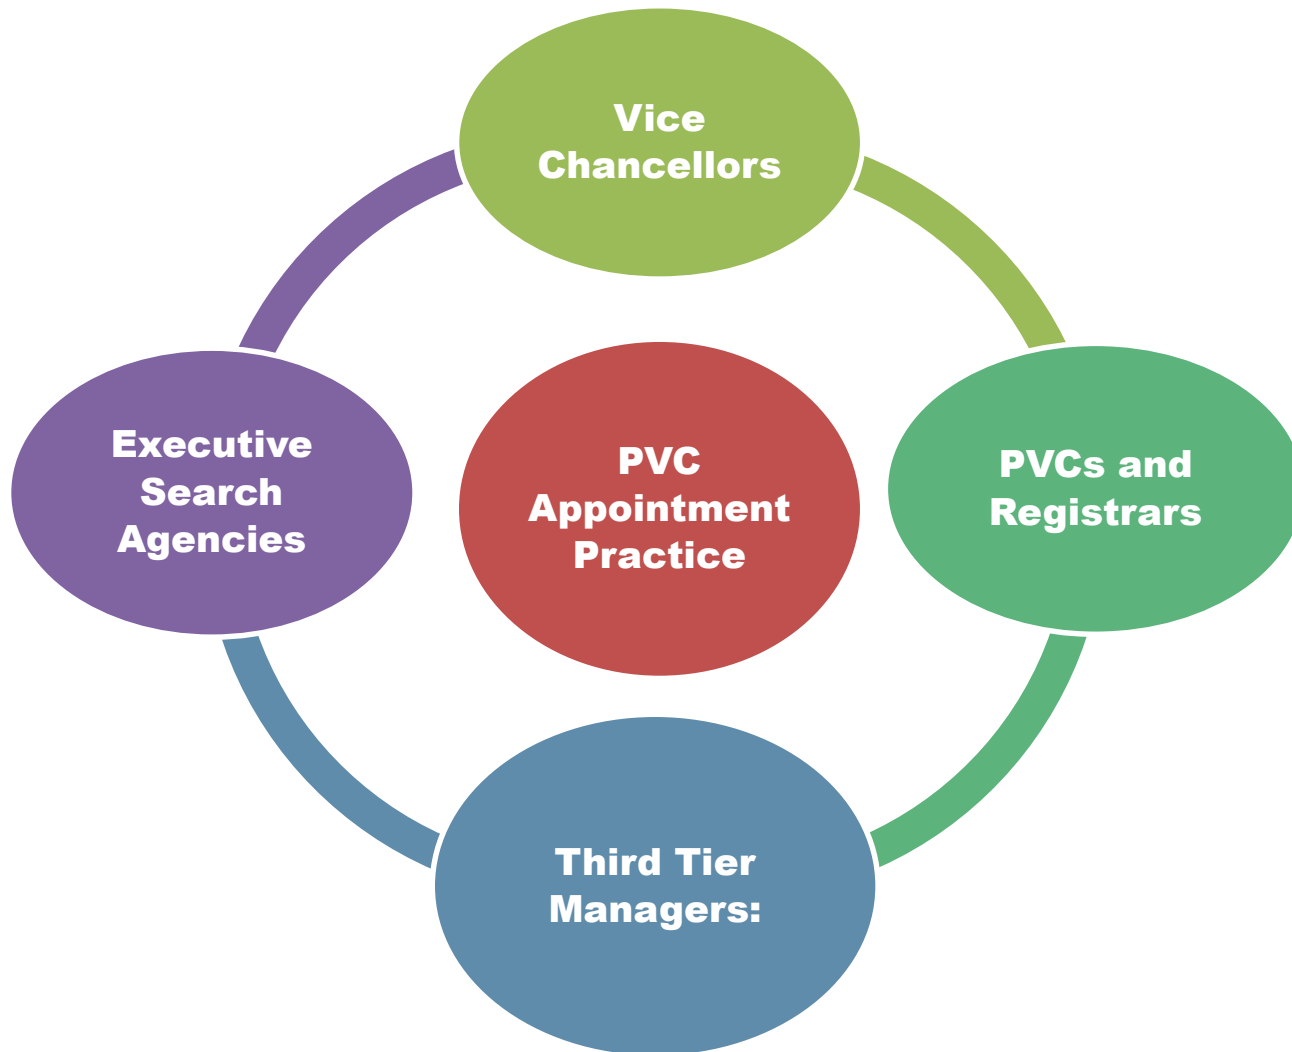 Vice
Chancellors
Executive
Search
Agencies
PVC
Appointment
Practice
PVCs and
Registrars
Third Tier
Managers: